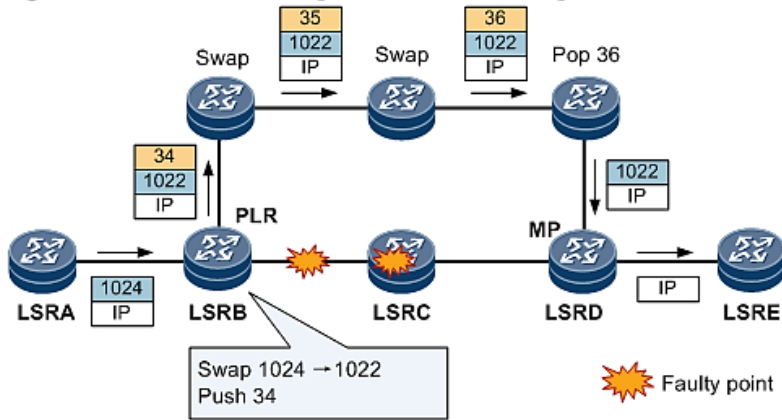 35
1022
IP
36
1022
IP
Swap
Swap
Pop 36
34
1022
IP
1022
IP
PLR
MP
1024
IP
IP
LSRA
LSRB
LSRC
LSRD
LSRE
Swap 1024 →1022
Push 34
Faulty point